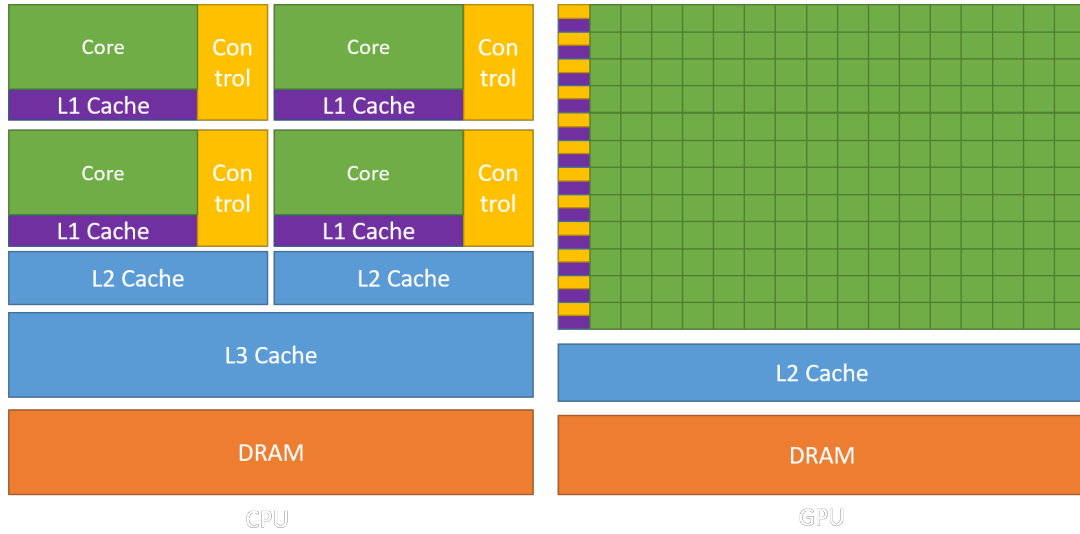 Core
Con
trol
L1 Cache
Core
Con
trol
L1 Cache
Core
Con
trol
L1 Cache
Core
Con
trol
L1 Cache
L2 Cache
L2 Cache
L3 Cache
DRAM
CPU
L2 Cache
DRAM
GPU